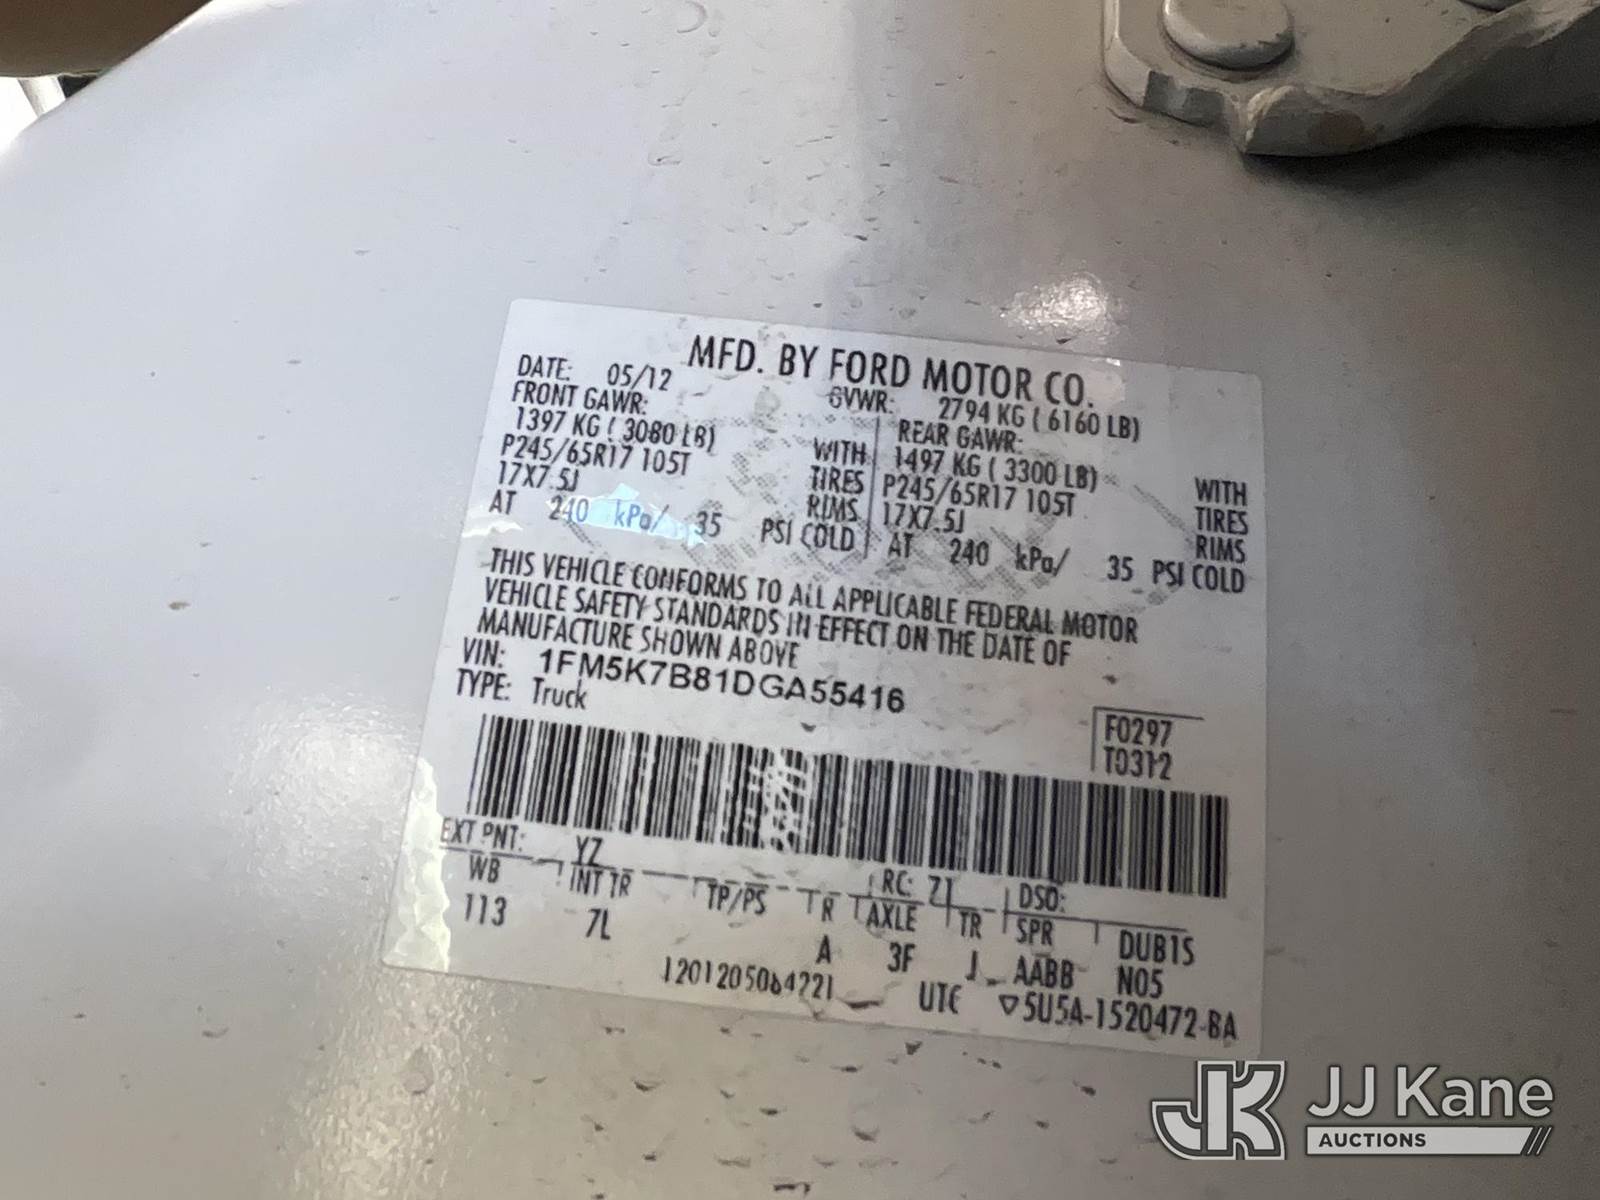 MFD. BY FORD MOTOR CO.
DATE: 05/12 GVWR: 2794 KG ( 6160 LB)
FRONT GAWR: REAR GAWR:
1397 KG ( 3080 LB) WITH 1497 KG ( 3300 LB) WITH
P245/65R17 105T TIRES P245/65R17 105T TIRES
17X7.5J RIMS 17X7.5J RIMS
AT 240 kPa/ 35 PSI COLD AT 240 kPa/ 35 PSI COLD
THIS VEHICLE CONFORMS TO ALL APPLICABLE FEDERAL MOTOR
VEHICLE SAFETY STANDARDS IN EFFECT ON THE DATE OF
MANUFACTURE SHOWN ABOVE
VIN: 1FM5K7B81DGA55416
TYPE: Truck
F0297
T0312
EXT PNT: YZ RC: 71 DSO:
WB INT TR TP/PS R AXLE TR SPR DUB1S
113 7L A 3F J AABB N05
UTC ▽5U5A-1520472-BA
JK JJ Kane
AUCTIONS